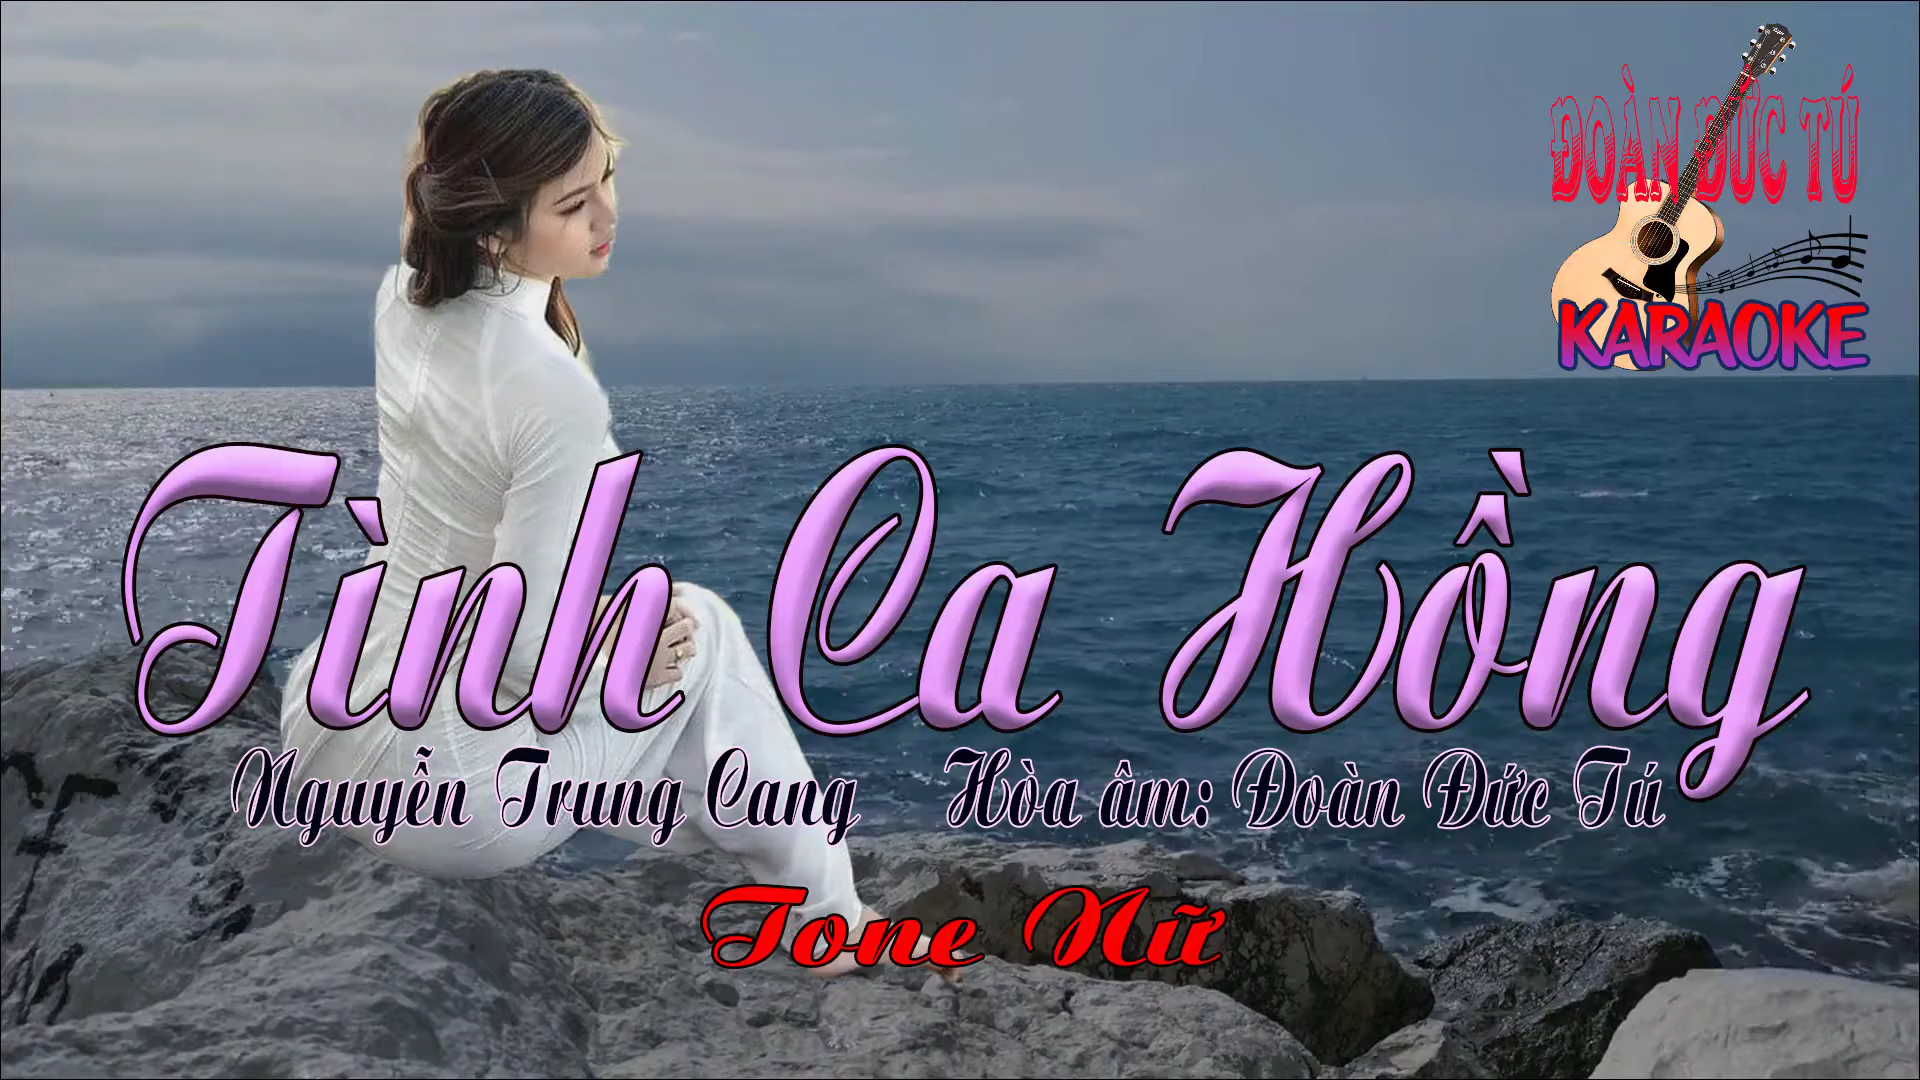 ĐOÀN ĐỨC TÚ
KARAOKE
Tình Ca Hồng
Nguyễn Trung Cang Hòa âm: Đoàn Đức Tú
Tone Nữ